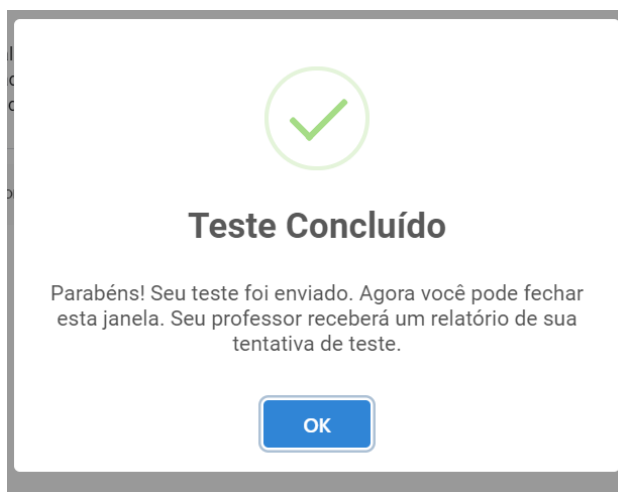 Teste Concluído
Parabéns! Seu teste foi enviado. Agora você pode fechar
esta janela. Seu professor receberá um relatório de sua
tentativa de teste.
OK